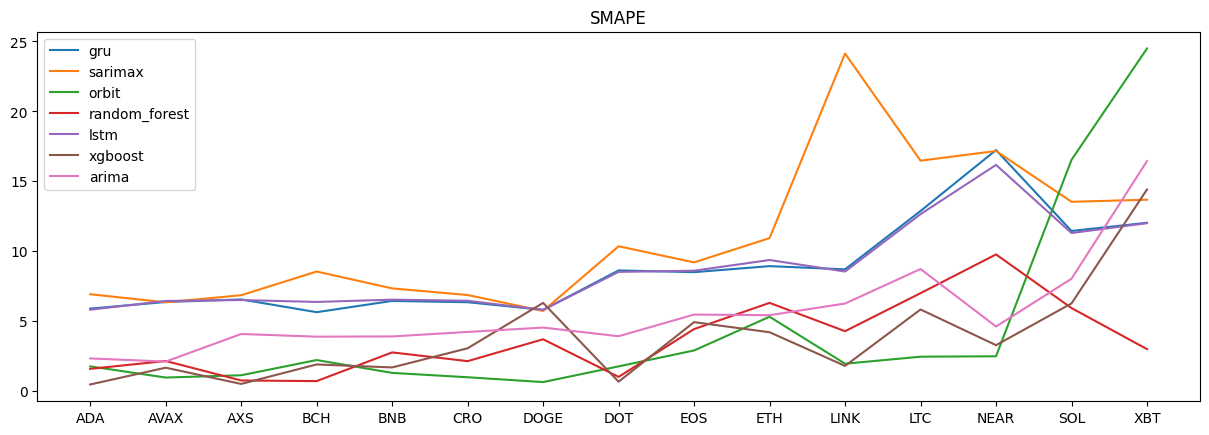 SMAPE
25
20
15
10
5
0
gru
sarimax
orbit
random_forest
lstm
xgboost
arima
ADA AVAX AXS BCH BNB CRO DOGE DOT EOS ETH LINK LTC NEAR SOL XBT